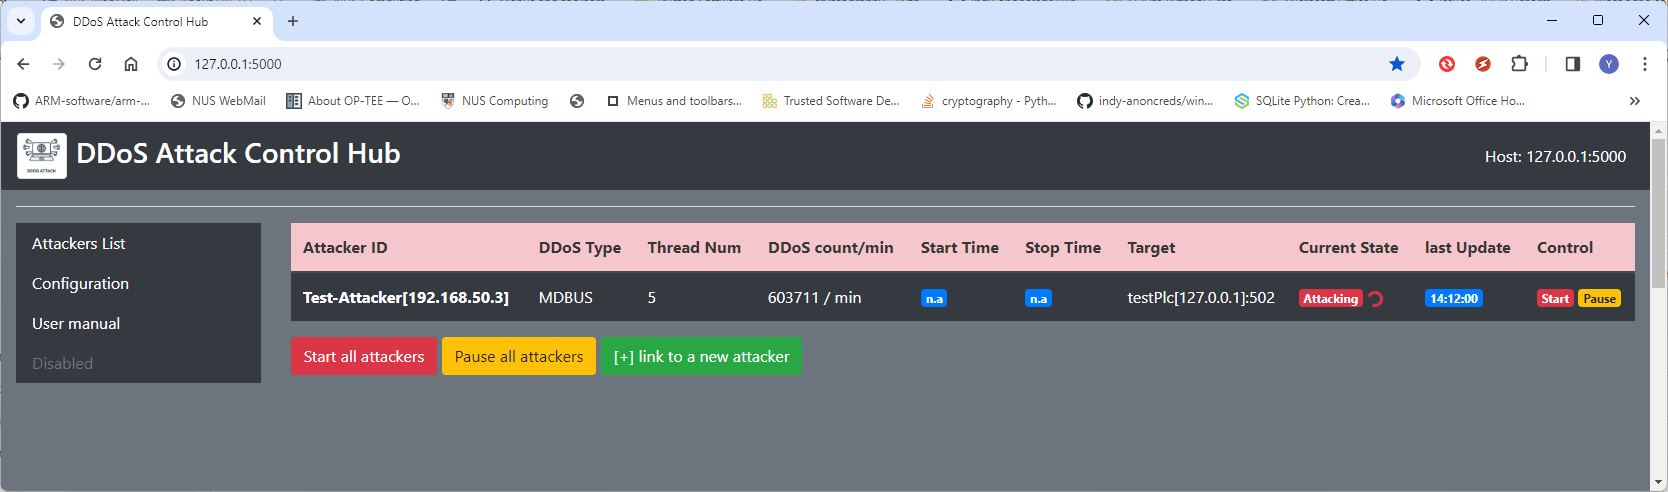 DDoS Attack Control Hub
127.0.0.1:5000
ARM-software/arm-... NUS WebMail About OP-TEE — O... NUS Computing Menus and toolbars... Trusted Software De... cryptography - Pyth... indy-anoncreds/win... SQLite Python: Crea... Microsoft Office Ho... »
DDOS ATTACK
DDoS Attack Control Hub
Host: 127.0.0.1:5000
Attackers List
Configuration
User manual
Disabled
Attacker ID DDoS Type Thread Num DDoS count/min Start Time Stop Time Target Current State last Update Control
Test-Attacker[192.168.50.3] MDBUS 5 603711 / min n.a n.a testPlc[127.0.0.1]:502 Attacking 14:12:00 Start Pause
Start all attackers Pause all attackers [+] link to a new attacker